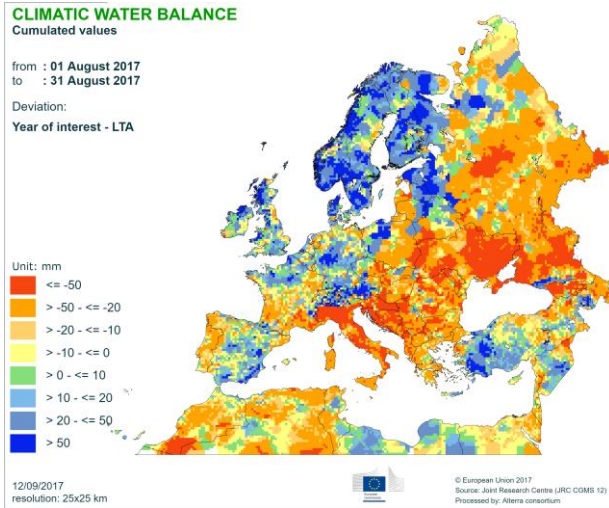 CLIMATIC WATER BALANCE
Cumulated values
from : 01 August 2017
to : 31 August 2017
Deviation:
Year of interest - LTA
Unit: mm
<= -50
> -50 - <= -20
> -20 - <= -10
> -10 - <= 0
> 0 - <= 10
> 10 - <= 20
> 20 - <= 50
> 50
12/09/2017
resolution: 25x25 km
European
Commission
© European Union 2017
Source: Joint Research Centre (JRC CGMS 12)
Processed by: Alterra consortium